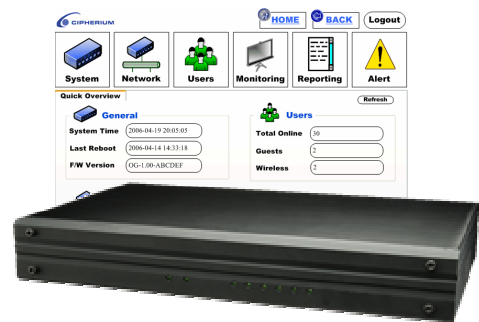 CIPHERIUM
HOME
BACK
Logout
System
Network
Users
Monitoring
Reporting
Alert
Quick Overview
Refresh
General
System Time 2006-04-19 20:05:05
Last Reboot 2006-04-14 14:33:18
F/W Version OG-1.00-ABCDEF
Users
Total Online 30
Guests 2
Wireless 2